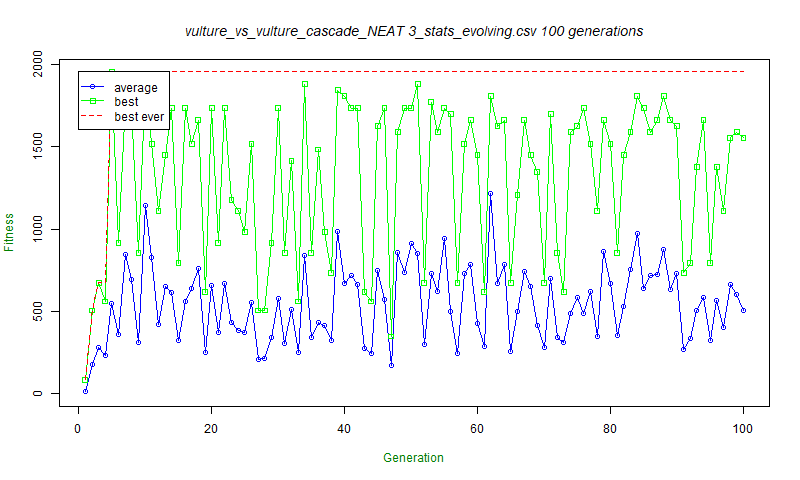 vulture_vs_vulture_cascade_NEAT 3_stats_evolving.csv 100 generations
2000
1500
1000
500
0
Fitness
average
best
best ever
0 20 40 60 80 100
Generation